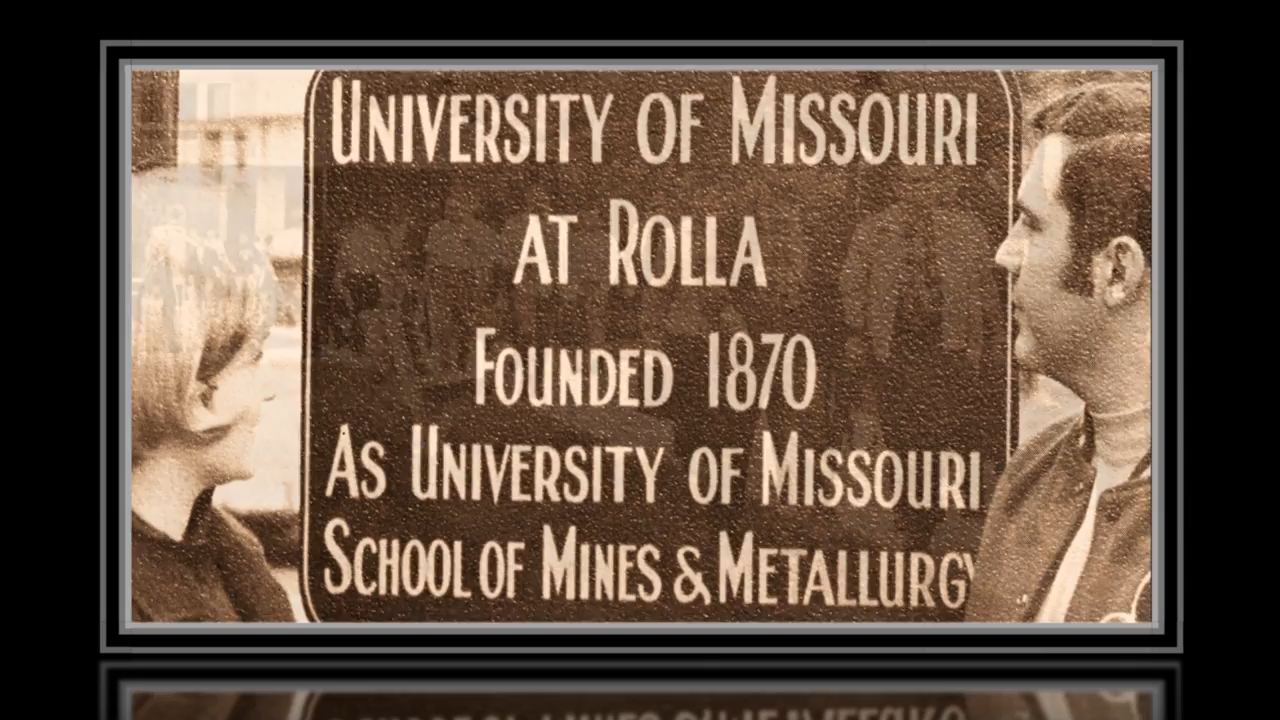 University of Missouri
at Rolla
Founded 1870
As University of Missouri
School of Mines & Metallurgy